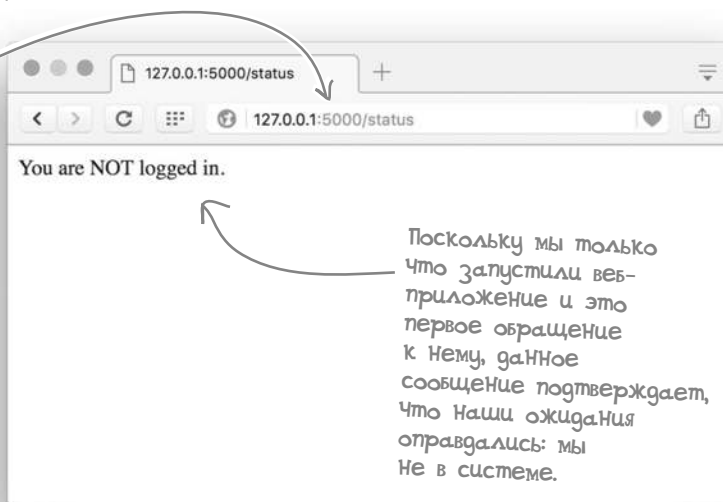 127.0.0.1:5000/status
127.0.0.1:5000/status
You are NOT logged in.
Поскольку мы только
что запустили веб-
приложение и это
первое обращение
к нему, данное
сообщение подтверждает,
что наши ожидания
оправдались: мы
не в системе.